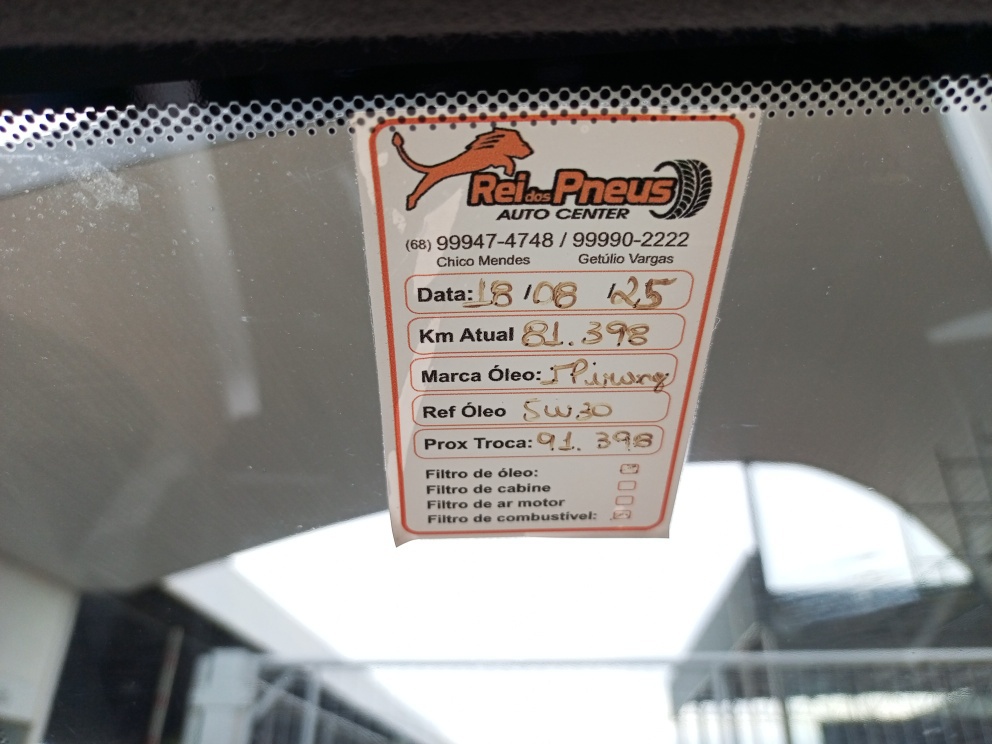 Rei dos Pneus
AUTO CENTER
(68) 99947-4748 / 99990-2222
Chico Mendes Getúlio Vargas
Data: 18/08/25
Km Atual 81.398
Marca Óleo: IPiirang
Ref Óleo 5W30
Prox Troca: 91.398
Filtro de óleo:
Filtro de cabine
Filtro de ar motor
Filtro de combustível: